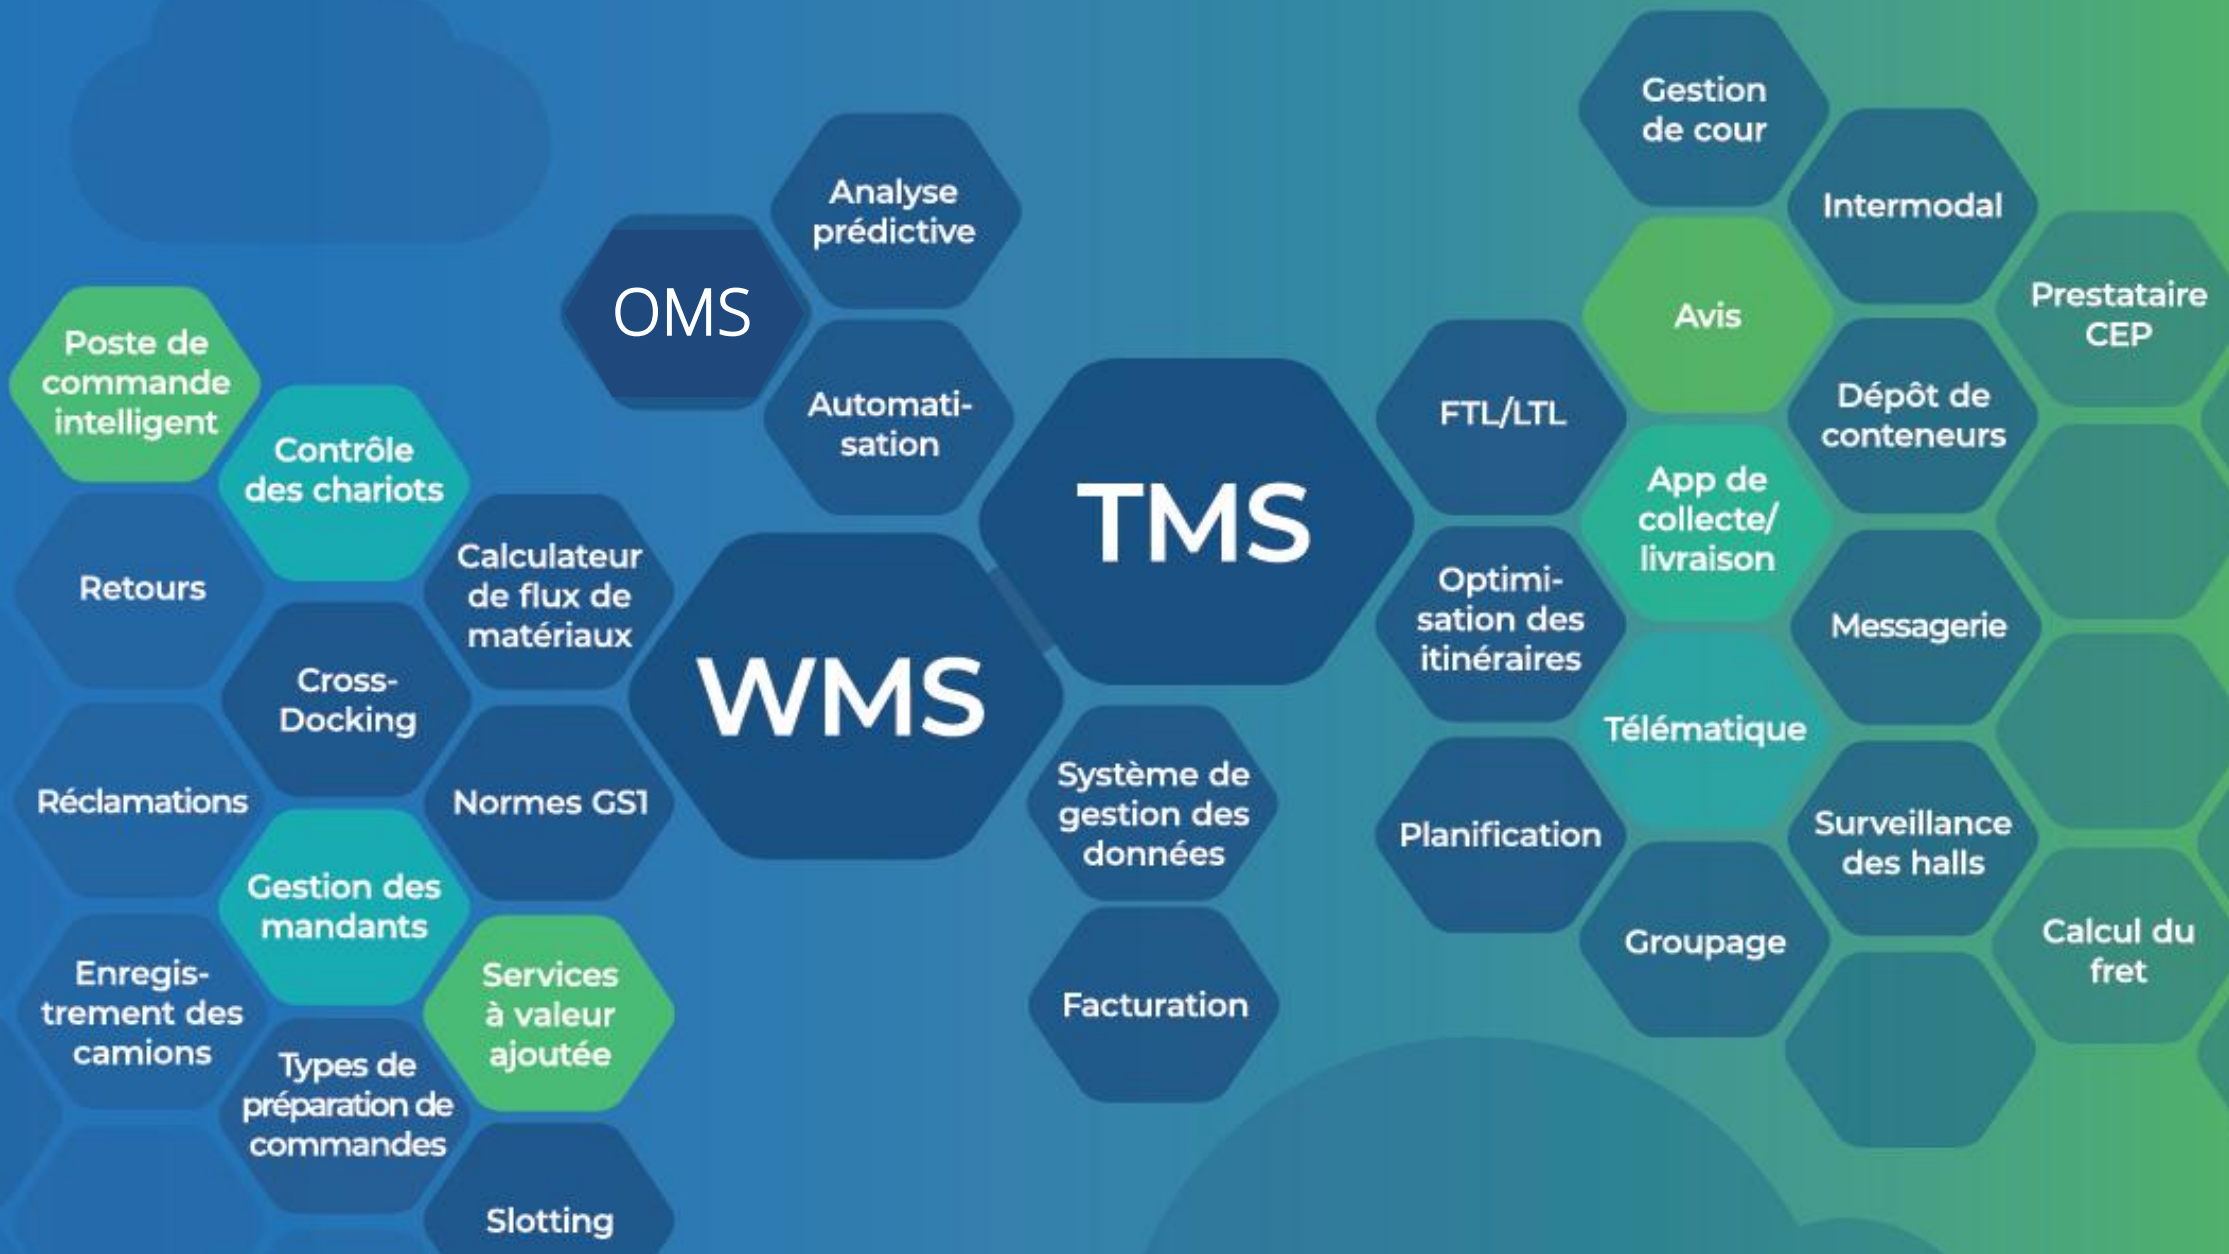 Gestion
de cour
Analyse
prédictive
Intermodal
OMS
Avis
Prestataire
CEP
Poste de
commande
intelligent
Automati-
sation
FTL/LTL
Dépôt de
conteneurs
Contrôle
des chariots
TMS
App de
collecte/
livraison
Retours
Calculateur
de flux de
matériaux
Optimi-
sation des
itinéraires
Messagerie
WMS
Cross-
Docking
Télématique
Réclamations
Normes GS1
Système de
gestion des
données
Planification
Surveillance
des halls
Gestion des
mandants
Groupage
Calcul du
fret
Enregis-
trement des
camions
Services
à valeur
ajoutée
Facturation
Types de
préparation de
commandes
Slotting